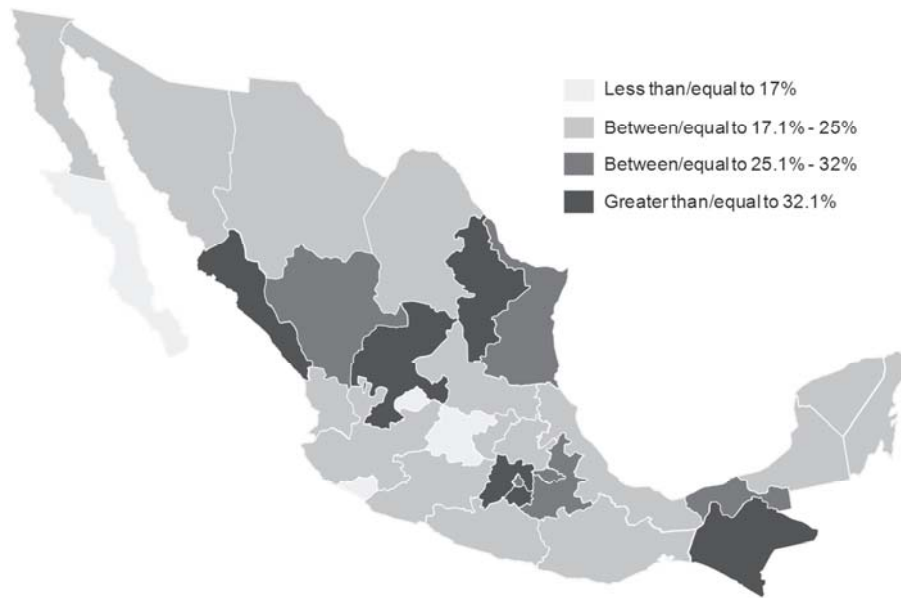 Less than/equal to 17%
Between/equal to 17.1% - 25%
Between/equal to 25.1% - 32%
Greater than/equal to 32.1%